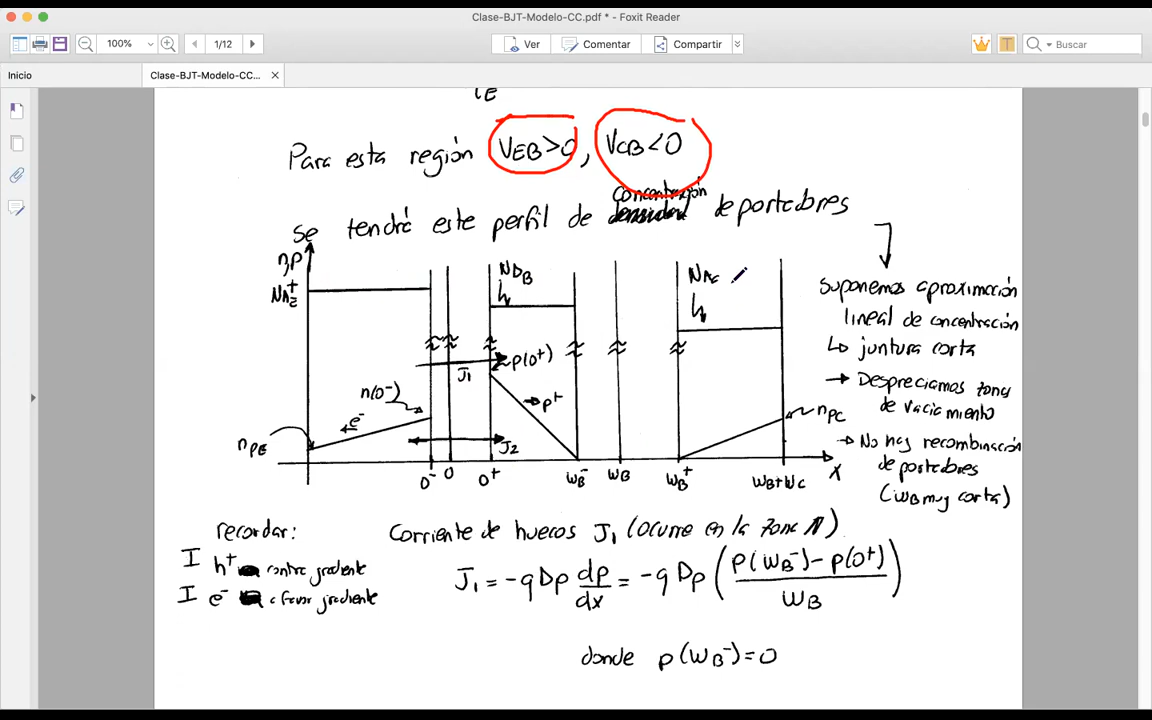 Clase-BJT-Modelo-CC.pdf * - Foxit Reader
100%
1/12
Ver
Comentar
Compartir
T
Buscar
Inicio
Clase-BJT-Modelo-CC...
iE
Para esta región VEB>0, VCB<0
concentración
Se tendrá este perfil de densidad de portadores
n,p
NAE+
NDB
NAC
Suponemos aproximación
lineal de concentración
↳ juntura corta
→ Despreciamos zona
de vaciamiento
→ No hay recombinación
de portadores
(WB muy corta)
p(0+)
J1
n(0-)
p+
e-
nPC
nPE
J2
0-
0
0+
WB-
WB
WB+
WB+WC
x
recordar:
I h+ contra gradiente
I e- a favor gradiente
Corriente de huecos J1 (ocurre en la zona N)
J1 = -q Dp dp/dx = -q Dp ( p(WB-) - p(0+) / WB )
donde p(WB-)=0